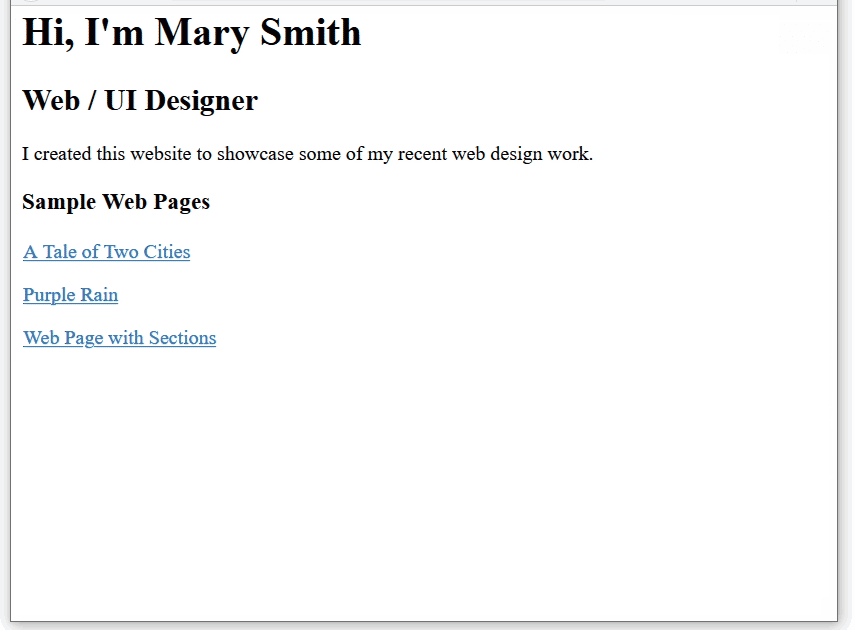 Hi, I'm Mary Smith
Web / UI Designer
I created this website to showcase some of my recent web design work.
Sample Web Pages
A Tale of Two Cities
Purple Rain
Web Page with Sections